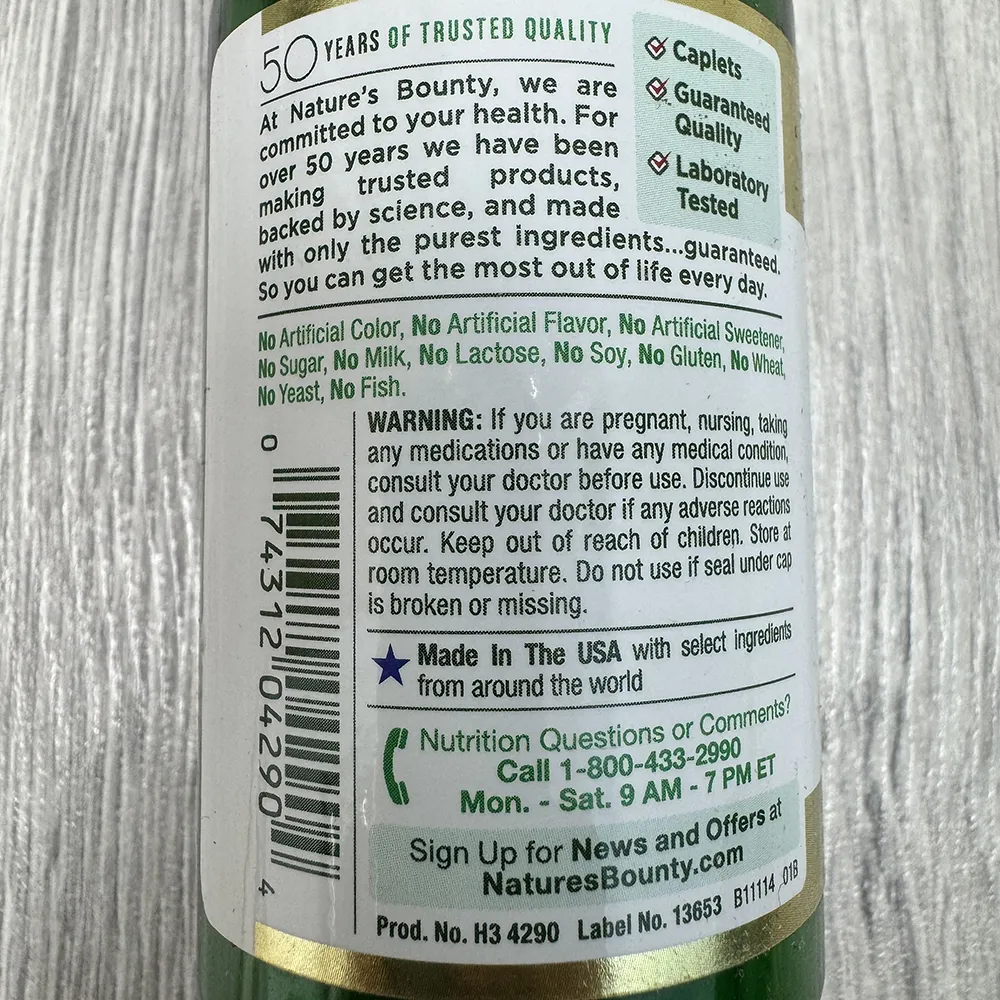 50 YEARS OF TRUSTED QUALITY
At Nature's Bounty, we are
committed to your health. For
over 50 years we have been
making trusted products,
backed by science, and made
with only the purest ingredients...guaranteed.
So you can get the most out of life every day.
Caplets
Guaranteed
Quality
Laboratory
Tested
No Artificial Color, No Artificial Flavor, No Artificial Sweetener,
No Sugar, No Milk, No Lactose, No Soy, No Gluten, No Wheat,
No Yeast, No Fish.
0 74312 04290 4
WARNING: If you are pregnant, nursing, taking
any medications or have any medical condition,
consult your doctor before use. Discontinue use
and consult your doctor if any adverse reactions
occur. Keep out of reach of children. Store at
room temperature. Do not use if seal under cap
is broken or missing.
Made In The USA with select ingredients
from around the world
Nutrition Questions or Comments?
Call 1-800-433-2990
Mon. - Sat. 9 AM - 7 PM ET
Sign Up for News and Offers at
NaturesBounty.com
Prod. No. H3 4290 Label No. 13653 B11114 01B